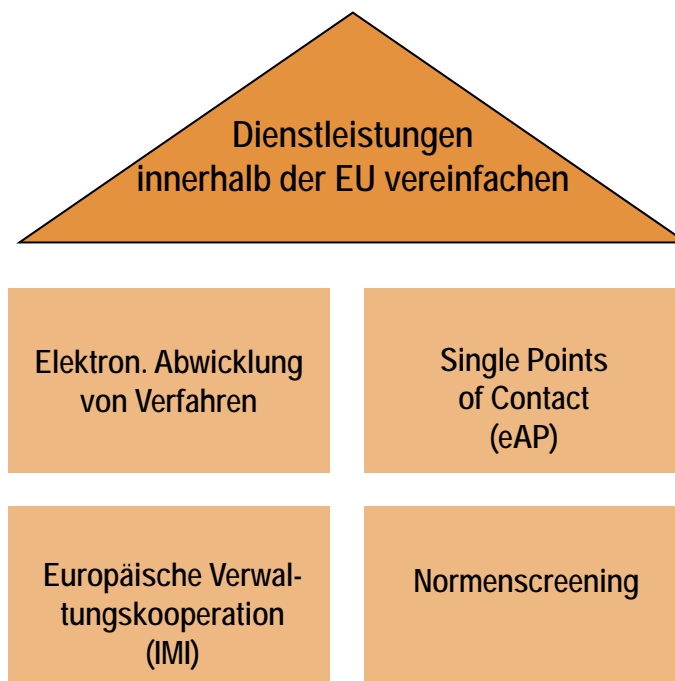 Dienstleistungen
innerhalb der EU vereinfachen
Elektron. Abwicklung
von Verfahren
Single Points
of Contact
(eAP)
Europäische Verwal-
tungskooperation
(IMI)
Normenscreening